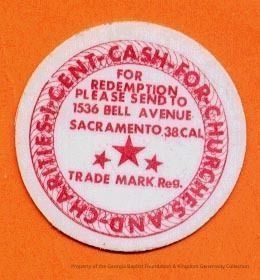 1-CENT-CASH-FOR-CHURCHES-AND-CHARITIES-
FOR
REDEMPTION
PLEASE SEND TO
1536 BELL AVENUE
SACRAMENTO, 38 CAL
TRADE MARK Reg.
Property of the Georgia Baptist Foundation & Kingdom Generosity Collection